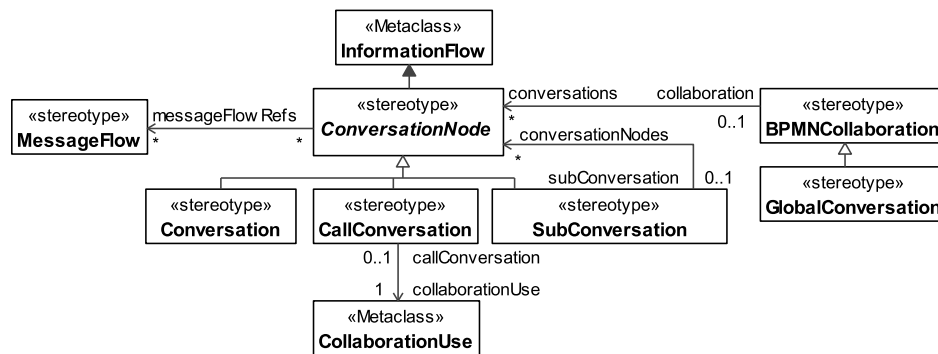 «Metaclass»
InformationFlow
«stereotype»
MessageFlow
messageFlow Refs
*
*
«stereotype»
ConversationNode
conversations
*
collaboration
0..1
«stereotype»
BPMNCollaboration
conversationNodes
*
subConversation
0..1
«stereotype»
GlobalConversation
«stereotype»
Conversation
«stereotype»
CallConversation
«stereotype»
SubConversation
0..1
callConversation
1
collaborationUse
«Metaclass»
CollaborationUse